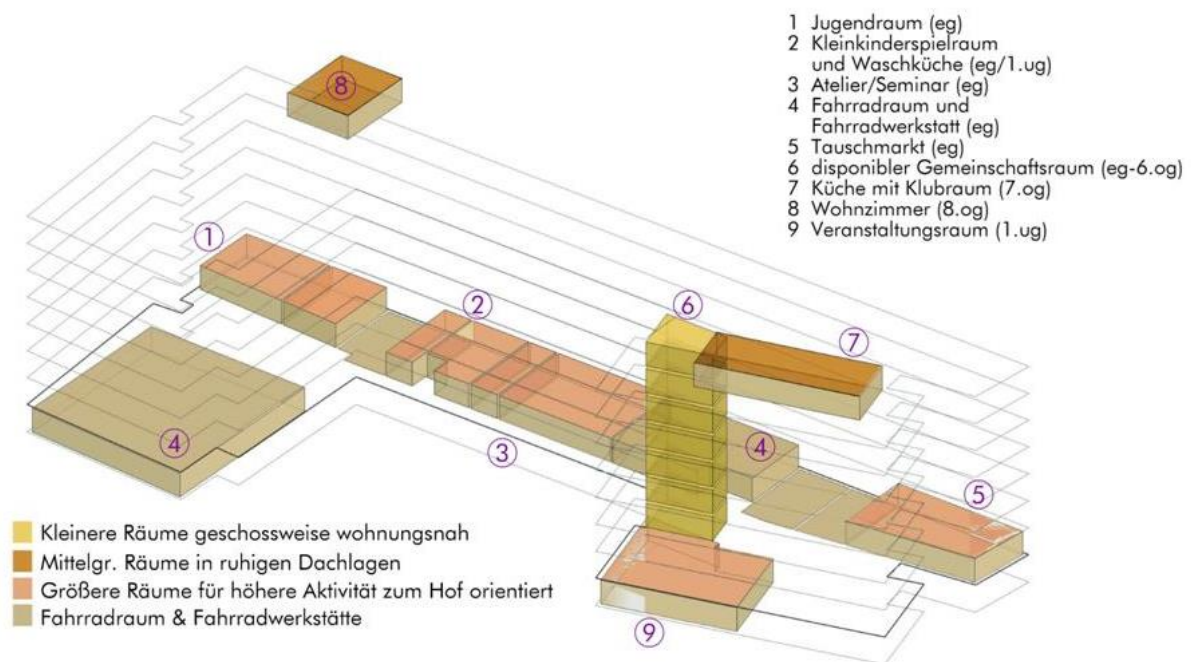 1 Jugendraum (eg)
2 Kleinkinderspielraum
und Waschküche (eg/1.ug)
3 Atelier/Seminar (eg)
4 Fahrradraum und
Fahrradwerkstatt (eg)
5 Tauschmarkt (eg)
6 disponibler Gemeinschaftsraum (eg-6.og)
7 Küche mit Klubraum (7.og)
8 Wohnzimmer (8.og)
9 Veranstaltungsraum (1.ug)
8
1
2
6
7
4
3
4
5
9
Kleinere Räume geschossweise wohnungsnah
Mittelgr. Räume in ruhigen Dachlagen
Größere Räume für höhere Aktivität zum Hof orientiert
Fahrradraum & Fahrradwerkstätte